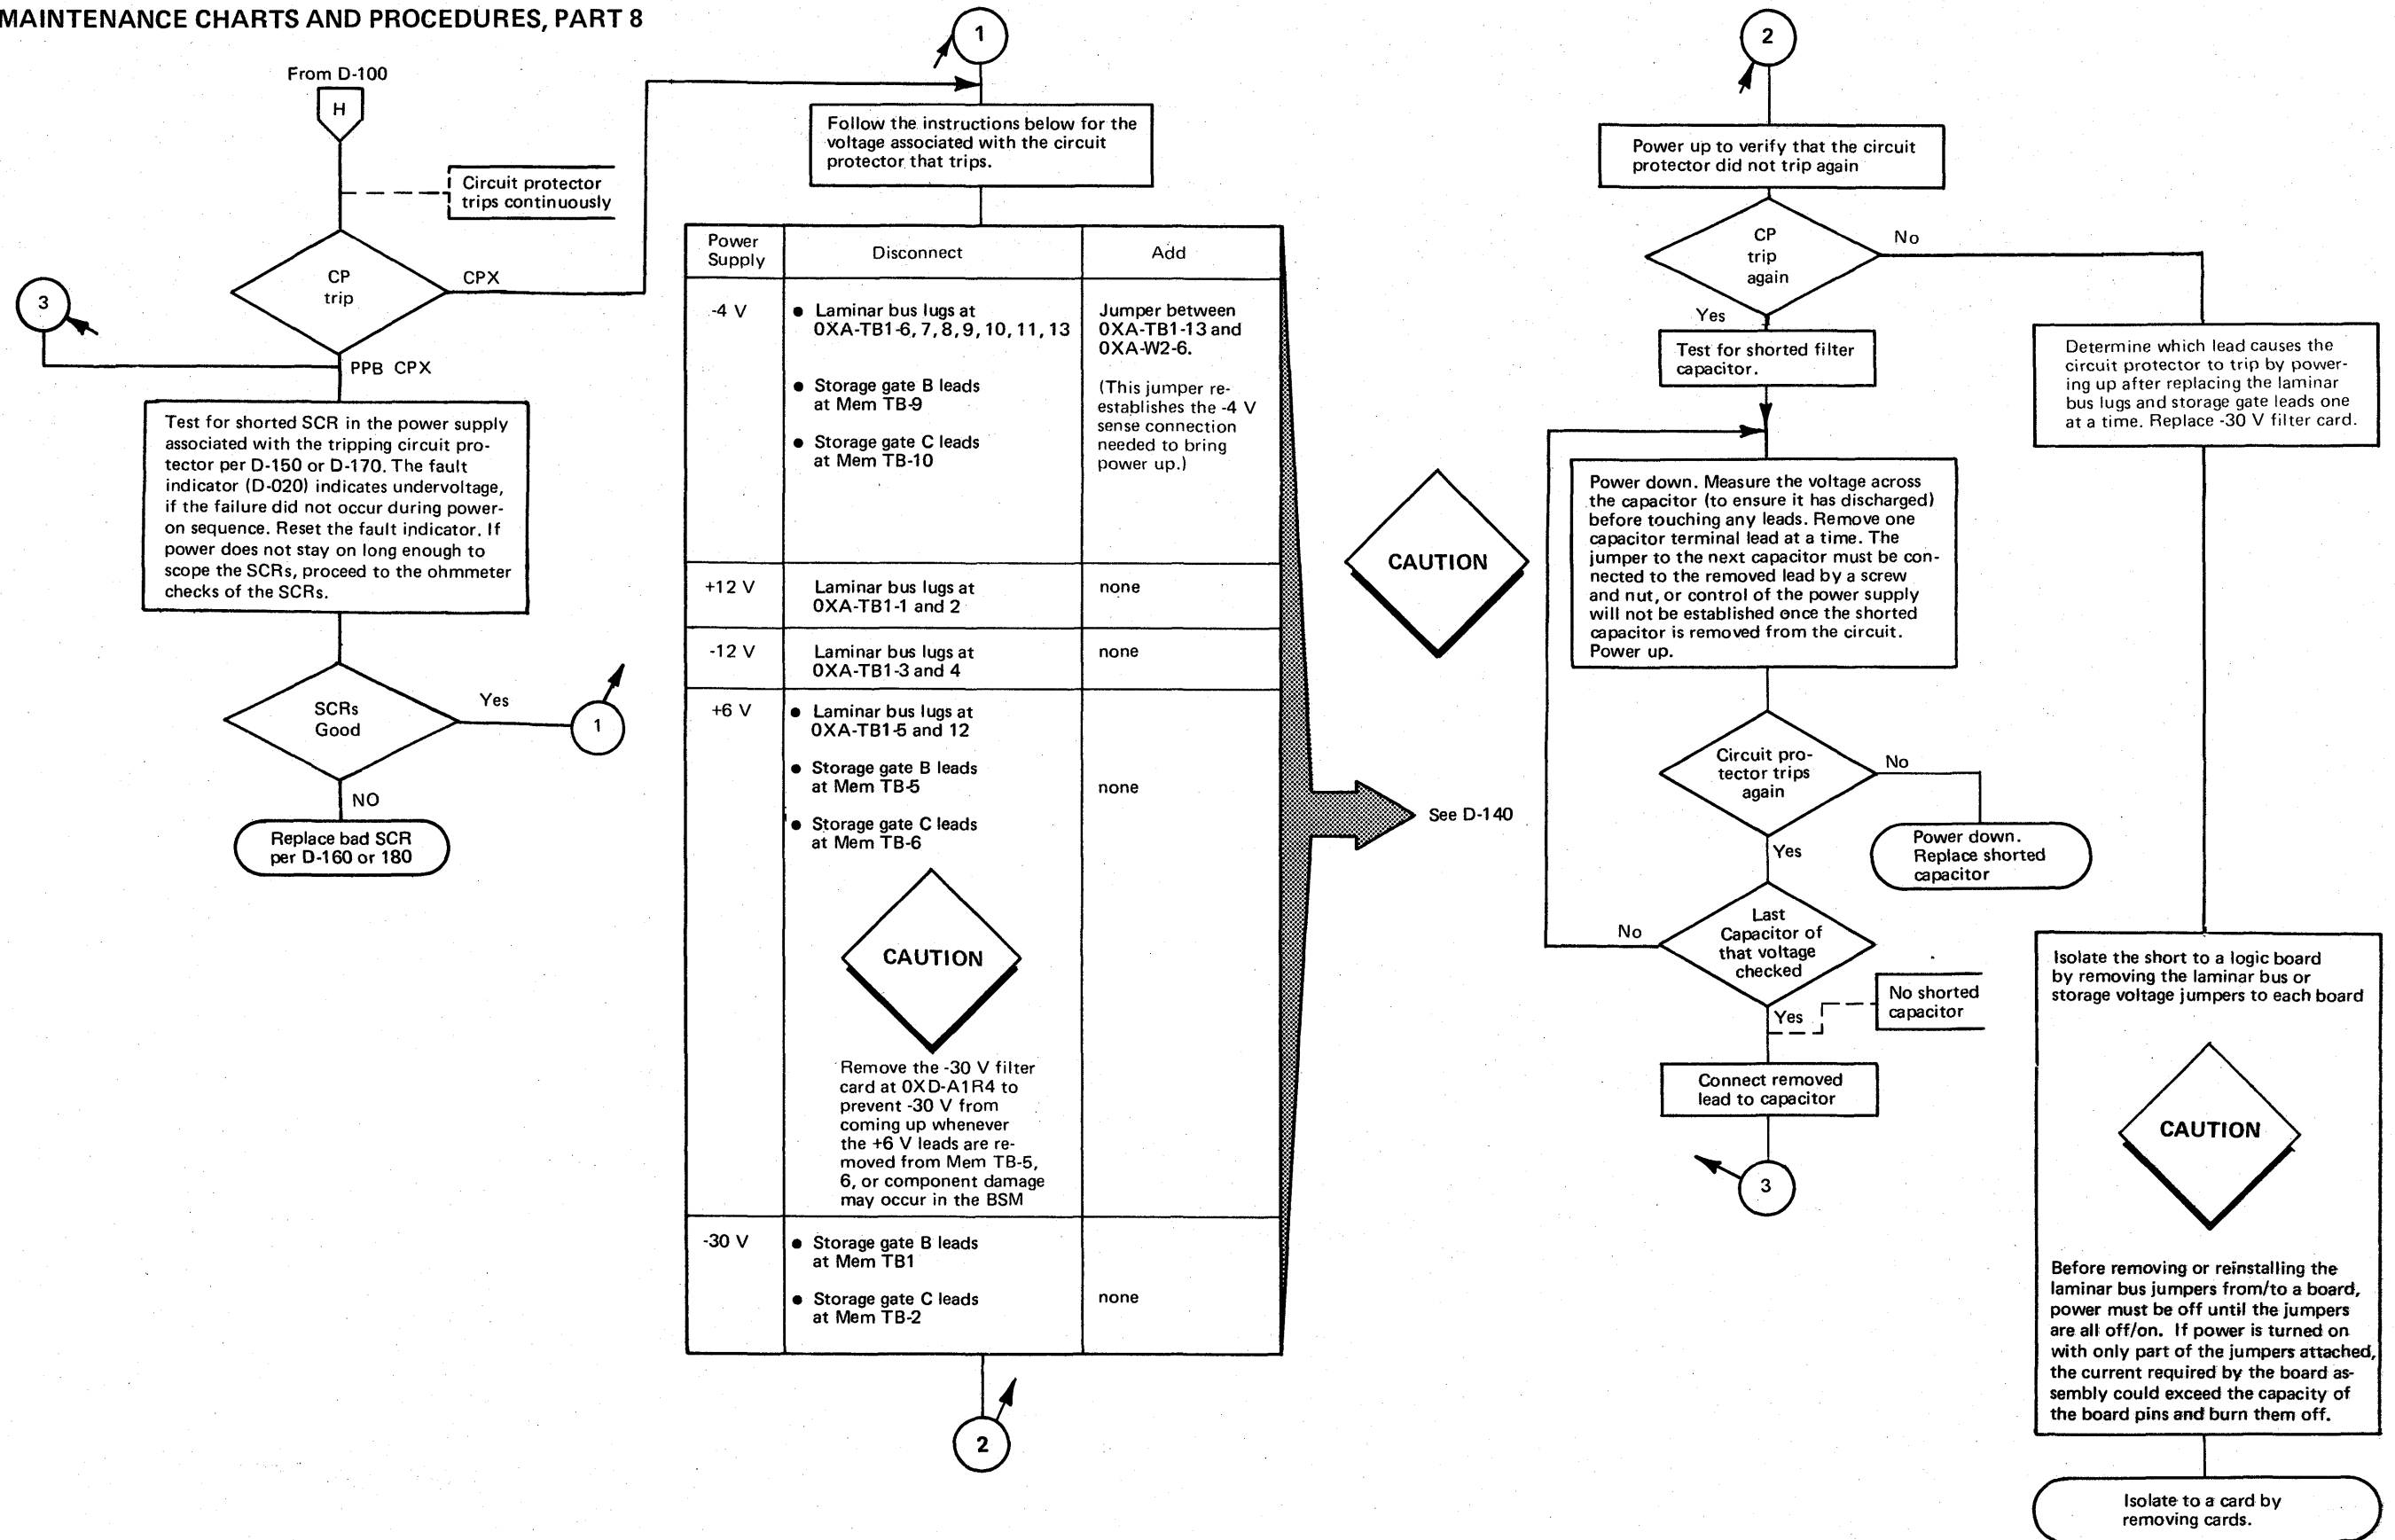 MAINTENANCE CHARTS AND PROCEDURES, PART 8
From D-100
H
Circuit protector
trips continuously
CP
trip
CPX
3
PPB CPX
Test for shorted SCR in the power supply
associated with the tripping circuit pro-
tector per D-150 or D-170. The fault
indicator (D-020) indicates undervoltage,
if the failure did not occur during power-
on sequence. Reset the fault indicator. If
power does not stay on long enough to
scope the SCRs, proceed to the ohmmeter
checks of the SCRs.
SCRs
Good
Yes
1
NO
Replace bad SCR
per D-160 or 180
1
Follow the instructions below for the
voltage associated with the circuit
protector that trips.
Power
Supply
Disconnect
Add
-4 V
● Laminar bus lugs at
0XA-TB1-6, 7, 8, 9, 10, 11, 13
● Storage gate B leads
at Mem TB-9
● Storage gate C leads
at Mem TB-10
Jumper between
0XA-TB1-13 and
0XA-W2-6.
(This jumper re-
establishes the -4 V
sense connection
needed to bring
power up.)
+12 V
Laminar bus lugs at
0XA-TB1-1 and 2
none
-12 V
Laminar bus lugs at
0XA-TB1-3 and 4
none
+6 V
● Laminar bus lugs at
0XA-TB1-5 and 12
● Storage gate B leads
at Mem TB-5
none
● Storage gate C leads
at Mem TB-6
CAUTION
Remove the -30 V filter
card at 0XD-A1R4 to
prevent -30 V from
coming up whenever
the +6 V leads are re-
moved from Mem TB-5,
6, or component damage
may occur in the BSM
-30 V
● Storage gate B leads
at Mem TB1
● Storage gate C leads
at Mem TB-2
none
See D-140
2
2
Power up to verify that the circuit
protector did not trip again
CP
trip
again
No
Yes
Test for shorted filter
capacitor.
CAUTION
Power down. Measure the voltage across
the capacitor (to ensure it has discharged)
before touching any leads. Remove one
capacitor terminal lead at a time. The
jumper to the next capacitor must be con-
nected to the removed lead by a screw
and nut, or control of the power supply
will not be established once the shorted
capacitor is removed from the circuit.
Power up.
Circuit pro-
tector trips
again
No
Power down.
Replace shorted
capacitor
Yes
Last
Capacitor of
that voltage
checked
No
Yes
No shorted
capacitor
Connect removed
lead to capacitor
3
Determine which lead causes the
circuit protector to trip by power-
ing up after replacing the laminar
bus lugs and storage gate leads one
at a time. Replace -30 V filter card.
Isolate the short to a logic board
by removing the laminar bus or
storage voltage jumpers to each board
CAUTION
Before removing or reinstalling the
laminar bus jumpers from/to a board,
power must be off until the jumpers
are all off/on. If power is turned on
with only part of the jumpers attached,
the current required by the board as-
sembly could exceed the capacity of
the board pins and burn them off.
Isolate to a card by
removing cards.